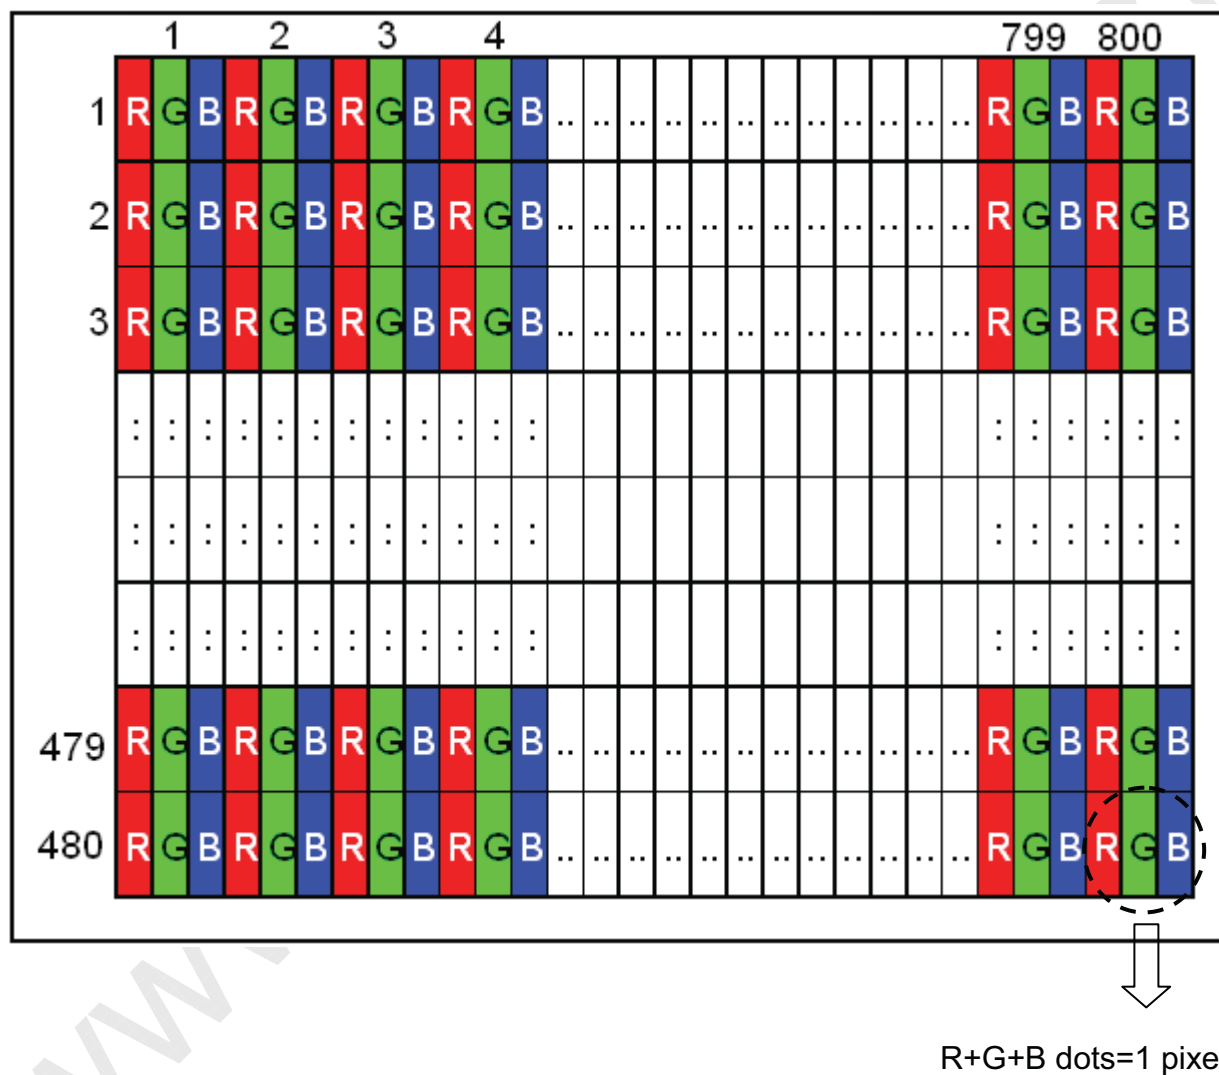 1 2 3 4 799 800
1 R G B R G B R G B R G B .. .. .. .. .. .. .. .. .. .. .. .. R G B R G B
2 R G B R G B R G B R G B .. .. .. .. .. .. .. .. .. .. .. .. R G B R G B
3 R G B R G B R G B R G B .. .. .. .. .. .. .. .. .. .. .. .. R G B R G B
: : : : : : : : : : : : : : : : : :
: : : : : : : : : : : : : : : : : :
: : : : : : : : : : : : : : : : : :
479 R G B R G B R G B R G B .. .. .. .. .. .. .. .. .. .. .. .. R G B R G B
480 R G B R G B R G B R G B .. .. .. .. .. .. .. .. .. .. .. .. R G B R G B
R+G+B dots=1 pixe